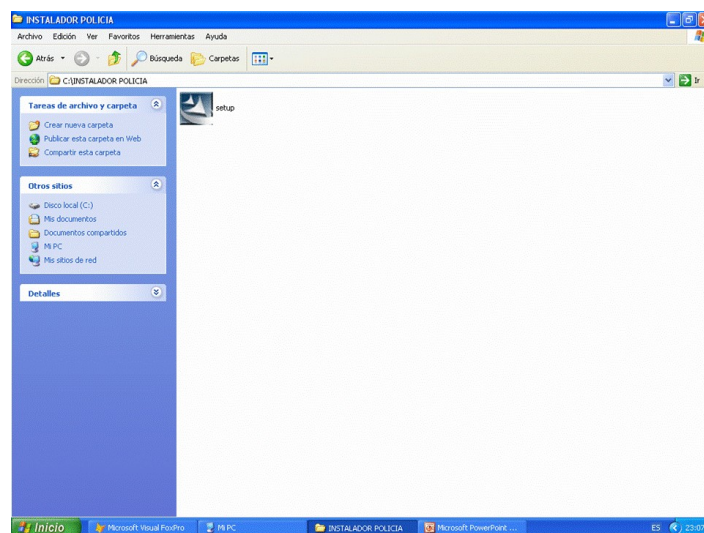 INSTALADOR POLICIA
Archivo Edición Ver Favoritos Herramientas Ayuda
Atrás Búsqueda Carpetas
Dirección C:\INSTALADOR POLICIA Ir
Tareas de archivo y carpeta
Crear nueva carpeta
Publicar esta carpeta en Web
Compartir esta carpeta
Otros sitios
Disco local (C:)
Mis documentos
Documentos compartidos
Mi PC
Mis sitios de red
Detalles
setup
Inicio Microsoft Visual FoxPro Mi PC INSTALADOR POLICIA Microsoft PowerPoint ... ES 23:07